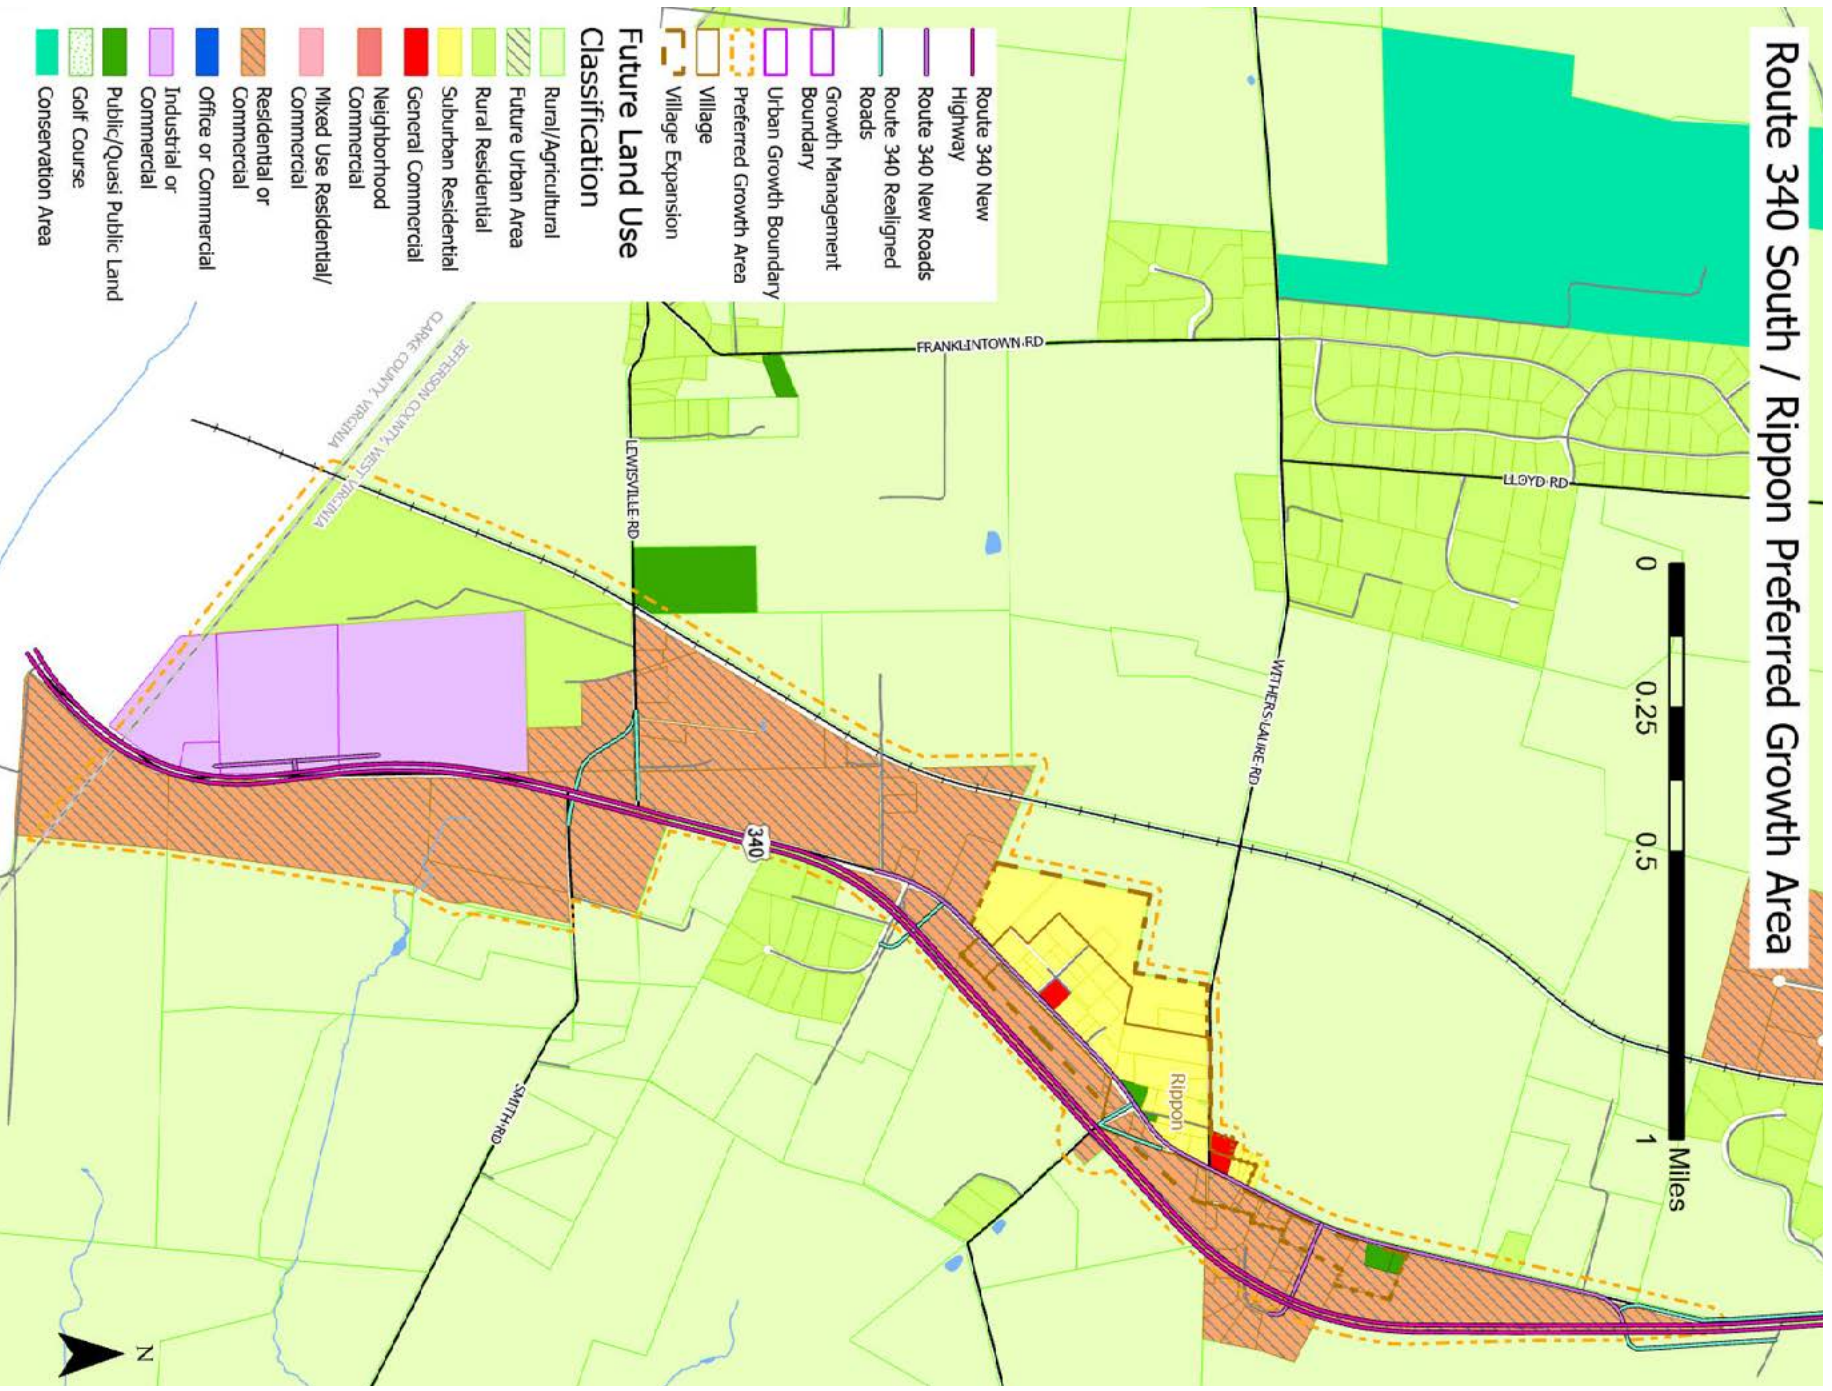 Route 340 South / Rippon Preferred Growth Area
0
0.25
0.5
1
Miles
Route 340 New
Highway
Route 340 New Roads
Route 340 Realigned
Roads
Growth Management
Boundary
Urban Growth Boundary
Preferred Growth Area
Village
Village Expansion
Future Land Use
Classification
Rural/Agricultural
Future Urban Area
Rural Residential
Suburban Residential
General Commercial
Neighborhood
Commercial
Mixed Use Residential/
Commercial
Residential or
Commercial
Office or Commercial
Industrial or
Commercial
Public/Quasi Public Land
Golf Course
Conservation Area
FRANKLINTOWN RD
LLOYD RD
LEWISVILLE RD
WITHERS LAURE RD
SMITH RD
340
Rippon
CLARKE COUNTY, VIRGINIA
JEFFERSON COUNTY, WEST VIRGINIA
N